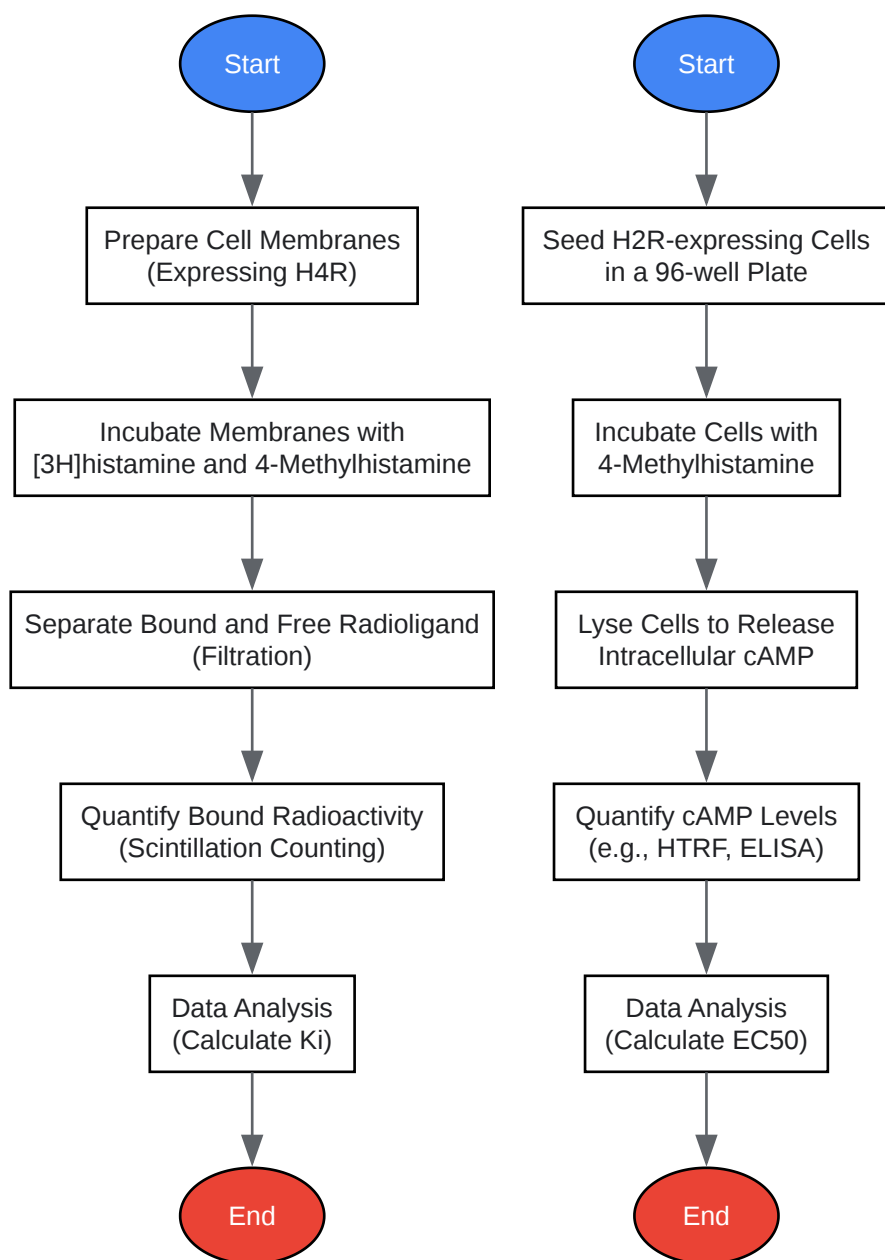 Start
Prepare Cell Membranes
(Expressing H4R)
Incubate Membranes with
[3H]histamine and 4-Methylhistamine
Separate Bound and Free Radioligand
(Filtration)
Quantify Bound Radioactivity
(Scintillation Counting)
Data Analysis
(Calculate Ki)
End
Start
Seed H2R-expressing Cells
in a 96-well Plate
Incubate Cells with
4-Methylhistamine
Lyse Cells to Release
Intracellular cAMP
Quantify cAMP Levels
(e.g., HTRF, ELISA)
Data Analysis
(Calculate EC50)
End